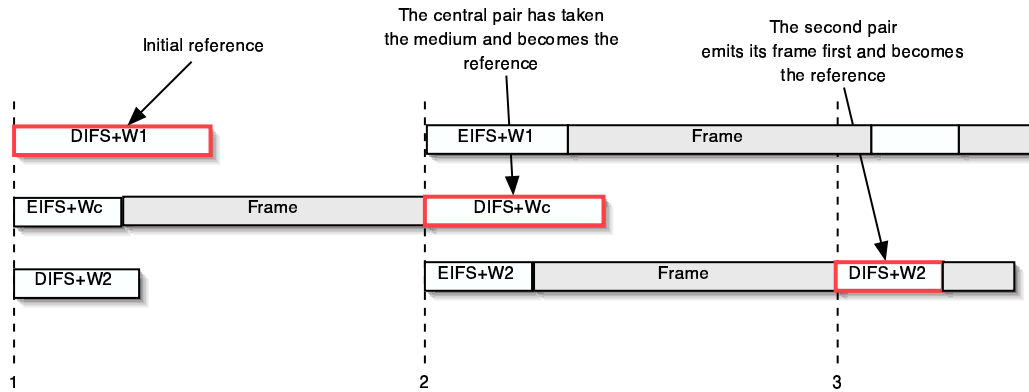 Initial reference
The central pair has taken
the medium and becomes the
reference
The second pair
emits its frame first and becomes
the reference
DIFS+W1
EIFS+W1
Frame
EIFS+Wc
Frame
DIFS+Wc
DIFS+W2
EIFS+W2
Frame
DIFS+W2
1
2
3